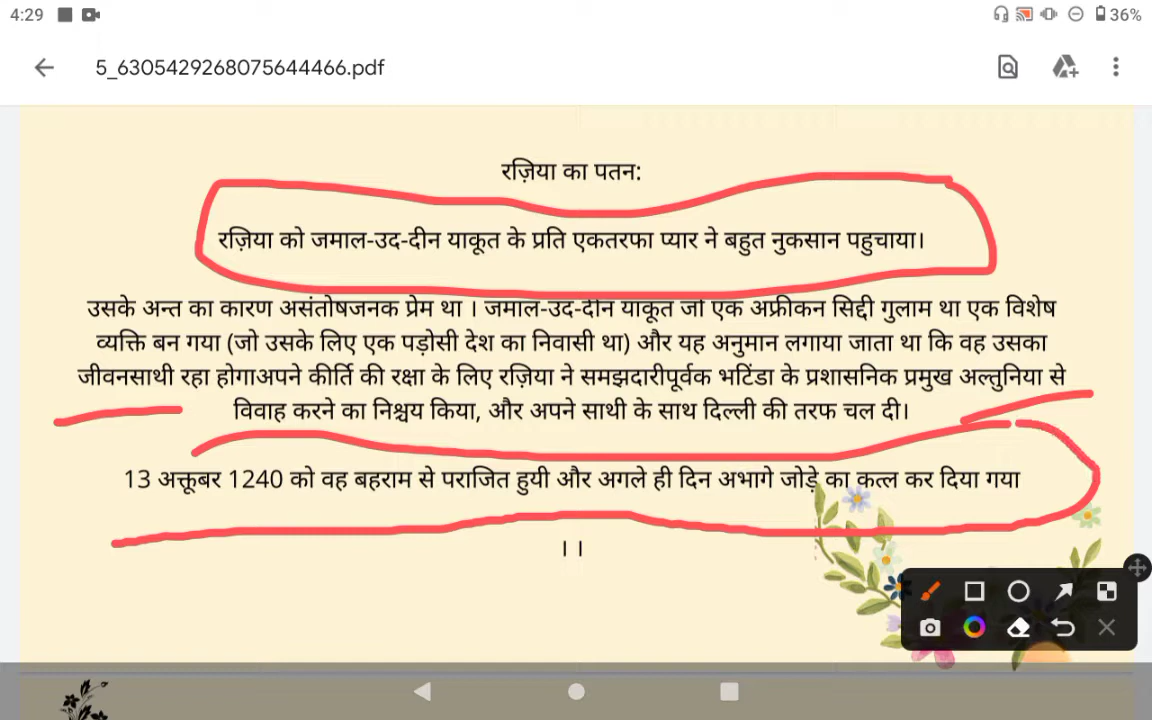 4:29
36%
5_6305429268075644466.pdf
रज़िया का पतन:
रज़िया को जमाल-उद-दीन याकूत के प्रति एकतरफा प्यार ने बहुत नुकसान पहुचाया।
उसके अन्त का कारण असंतोषजनक प्रेम था । जमाल-उद-दीन याकूत जो एक अफ्रीकन सिद्दी गुलाम था एक विशेष
व्यक्ति बन गया (जो उसके लिए एक पड़ोसी देश का निवासी था) और यह अनुमान लगाया जाता था कि वह उसका
जीवनसाथी रहा होगाअपने कीर्ति की रक्षा के लिए रज़िया ने समझदारीपूर्वक भटिंडा के प्रशासनिक प्रमुख अल्तुनिया से
विवाह करने का निश्चय किया, और अपने साथी के साथ दिल्ली की तरफ चल दी।
13 अक्तूबर 1240 को वह बहराम से पराजित हुयी और अगले ही दिन अभागे जोड़े का कत्ल कर दिया गया
।।